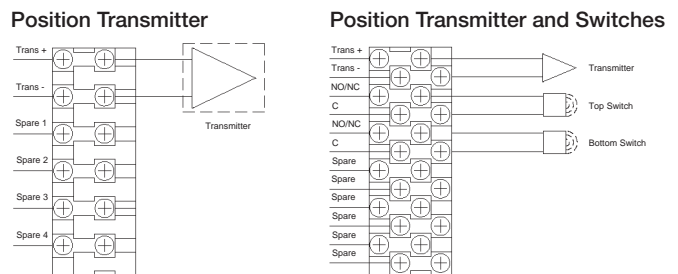 Position Transmitter
Trans +
Trans -
Spare 1
Spare 2
Spare 3
Spare 4
Transmitter
Position Transmitter and Switches
Trans +
Trans -
NO/NC
C
NO/NC
C
Spare
Spare
Spare
Spare
Spare
Spare
Transmitter
Top Switch
Bottom Switch